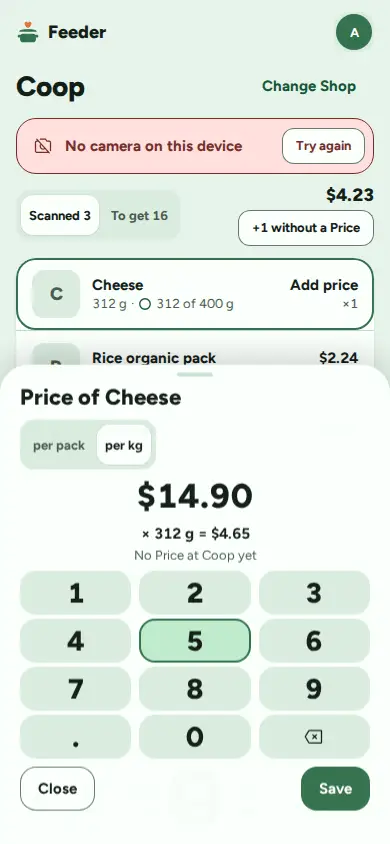 Feeder
A
Coop
Change Shop
No camera on this device
Try again
$4.23
Scanned 3
To get 16
+1 without a Price
C
Cheese
Add price
312 g · 312 of 400 g
×1
Rice organic pack
$2.24
Price of Cheese
per pack
per kg
$14.90
× 312 g = $4.65
No Price at Coop yet
1
2
3
4
5
6
7
8
9
.
0
Close
Save